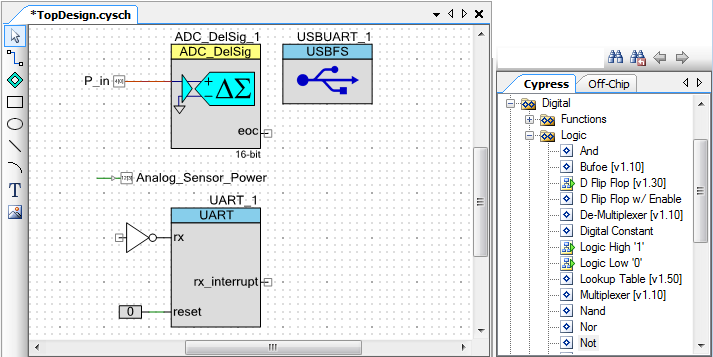 *TopDesign.cysch
ADC_DelSig_1
ADC_DelSig
USBUART_1
USBFS
P_in
+
-
ΔΣ
eoc
16-bit
Analog_Sensor_Power
UART_1
UART
rx
rx_interrupt
0
reset
T
Cypress
Off-Chip
Digital
Functions
Logic
And
Bufoe [v1.10]
D Flip Flop [v1.30]
D Flip Flop w/ Enable
De-Multiplexer [v1.10]
Digital Constant
Logic High '1'
Logic Low '0'
Lookup Table [v1.50]
Multiplexer [v1.10]
Nand
Nor
Not